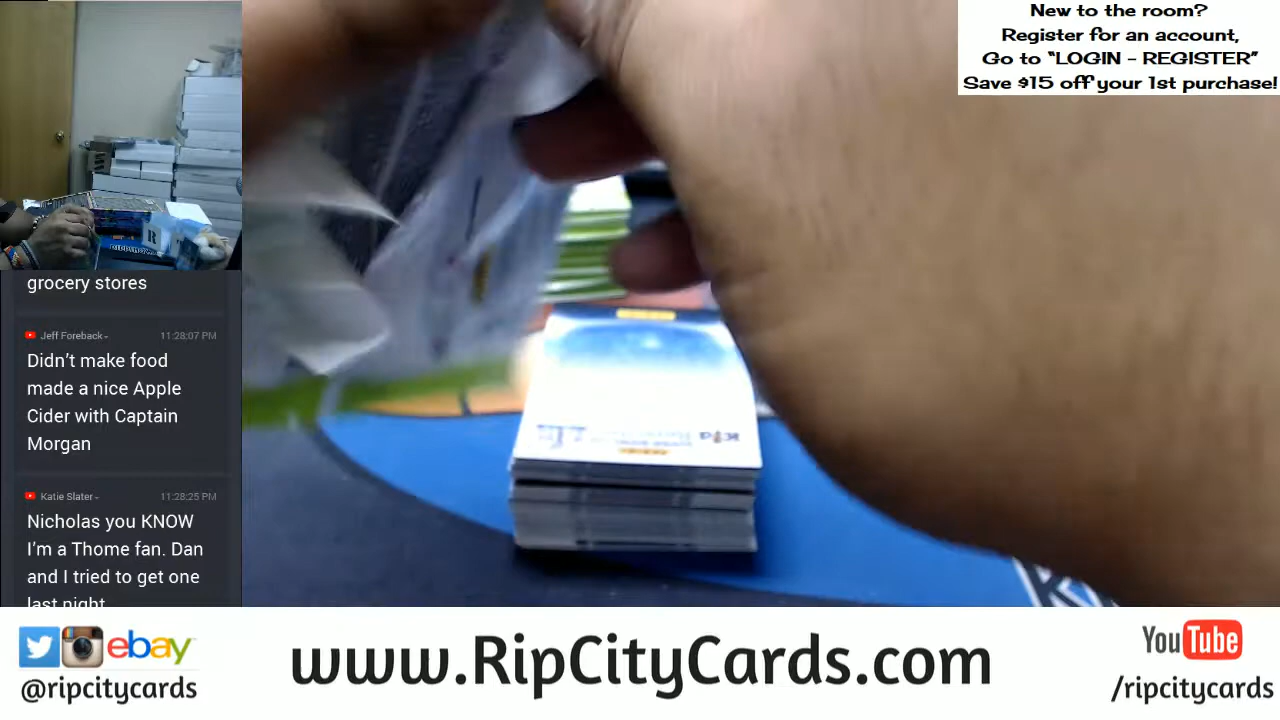 New to the room?
Register for an account,
Go to “LOGIN - REGISTER”
Save $15 off your 1st purchase!
grocery stores
Jeff Foreback
11:28:07 PM
Didn’t make food
made a nice Apple
Cider with Captain
Morgan
Katie Slater
11:28:25 PM
Nicholas you KNOW
I’m a Thome fan. Dan
and I tried to get one
last night
ebay
@ripcitycards
www.RipCityCards.com
YouTube
/ripcitycards